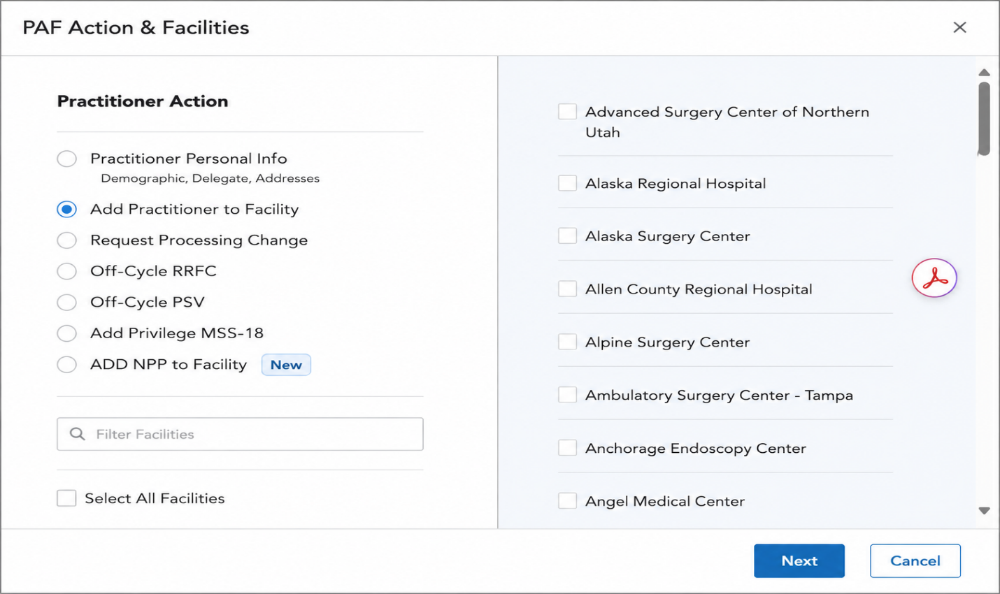 PAF Action & Facilities
Practitioner Action
Practitioner Personal Info
Demographic, Delegate, Addresses
Add Practitioner to Facility
Request Processing Change
Off-Cycle RRFC
Off-Cycle PSV
Add Privilege MSS-18
ADD NPP to Facility New
Filter Facilities
Select All Facilities
Advanced Surgery Center of Northern
Utah
Alaska Regional Hospital
Alaska Surgery Center
Allen County Regional Hospital
Alpine Surgery Center
Ambulatory Surgery Center - Tampa
Anchorage Endoscopy Center
Angel Medical Center
Next
Cancel